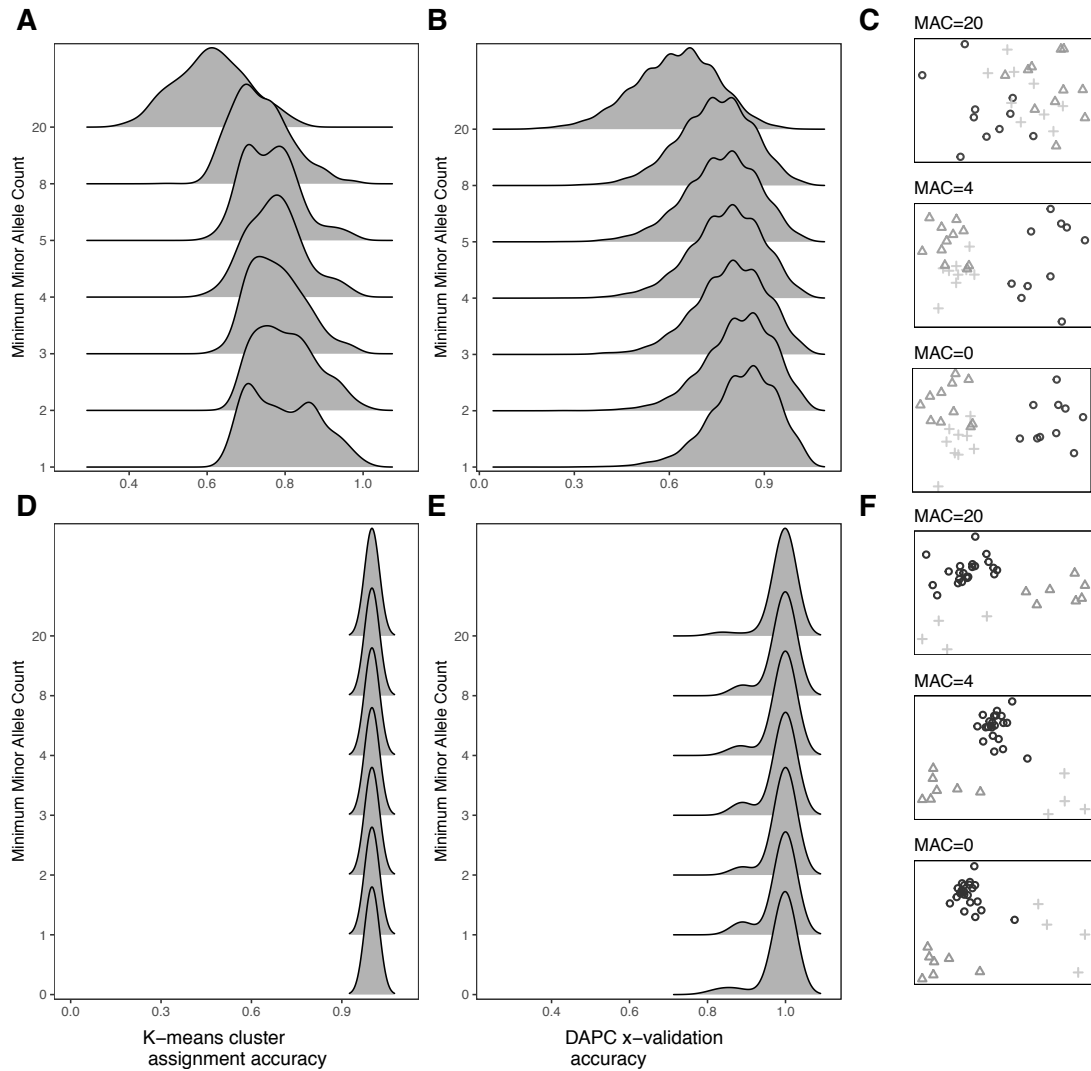 A
B
C
MAC=20
Minimum Minor Allele Count
20
8
5
4
3
2
1
0.4 0.6 0.8 1.0
Minimum Minor Allele Count
20
8
5
4
3
2
1
0.0 0.3 0.6 0.9
MAC=4
MAC=0
D
E
F
Minimum Minor Allele Count
20
8
4
3
2
1
0
0.0 0.3 0.6 0.9
K−means cluster
assignment accuracy
Minimum Minor Allele Count
20
8
4
3
2
1
0
0.4 0.6 0.8 1.0
DAPC x−validation
accuracy
MAC=20
MAC=4
MAC=0